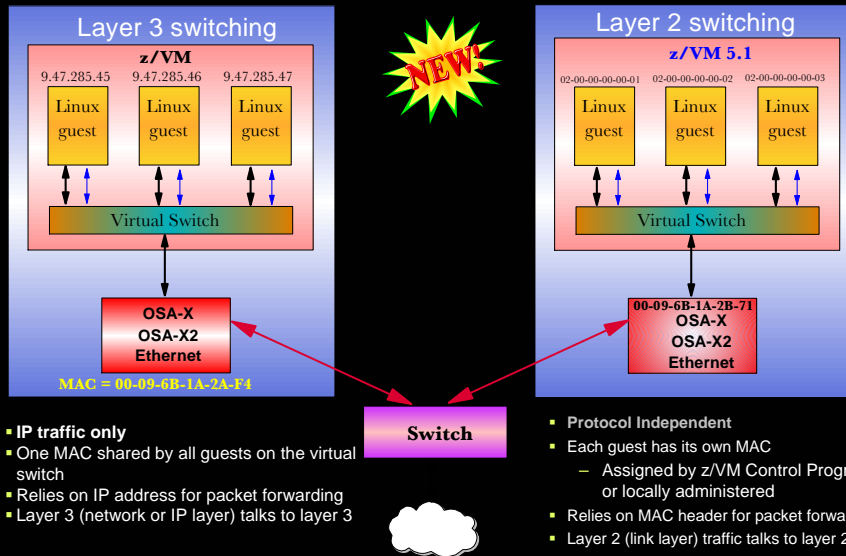 Layer 3 switching
z/VM
9.47.285.45 9.47.285.46 9.47.285.47
Linux guest
Linux guest
Linux guest
Virtual Switch
OSA-X
OSA-X2
Ethernet
MAC = 00-09-6B-1A-2A-F4
IP traffic only
One MAC shared by all guests on the virtual
switch
Relies on IP address for packet forwarding
Layer 3 (network or IP layer) talks to layer 3
NEW!
Switch
Layer 2 switching
z/VM 5.1
02-00-00-00-00-01 02-00-00-00-00-02 02-00-00-00-00-03
Linux guest
Linux guest
Linux guest
Virtual Switch
00-09-6B-1A-2B-71
OSA-X
OSA-X2
Ethernet
Protocol Independent
Each guest has its own MAC
– Assigned by z/VM Control Progr
or locally administered
Relies on MAC header for packet forwa
Layer 2 (link layer) traffic talks to layer 2